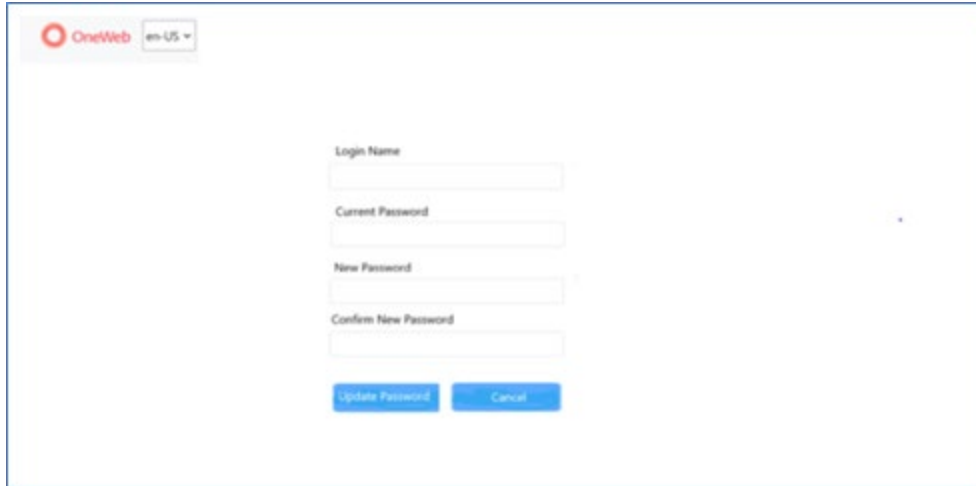 OneWeb en-US
Login Name
Current Password
New Password
Confirm New Password
Update Password Cancel